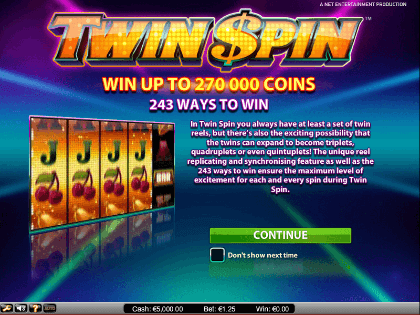 A NET ENTERTAINMENT PRODUCTION
TWIN $PIN™
WIN UP TO 270 000 COINS
243 WAYS TO WIN
In Twin Spin you always have at least a set of twin
reels, but there's also the exciting possibility that
the twins can expand to become triplets,
quadruplets or even quintuplets! The unique reel
replicating and synchronising feature as well as the
243 ways to win ensure the maximum level of
excitement for each and every spin during Twin
Spin.
J J J J
BAR
CONTINUE
Don't show next time
Cash: €5,000.00 Bet: €1.25 Win: €0.00